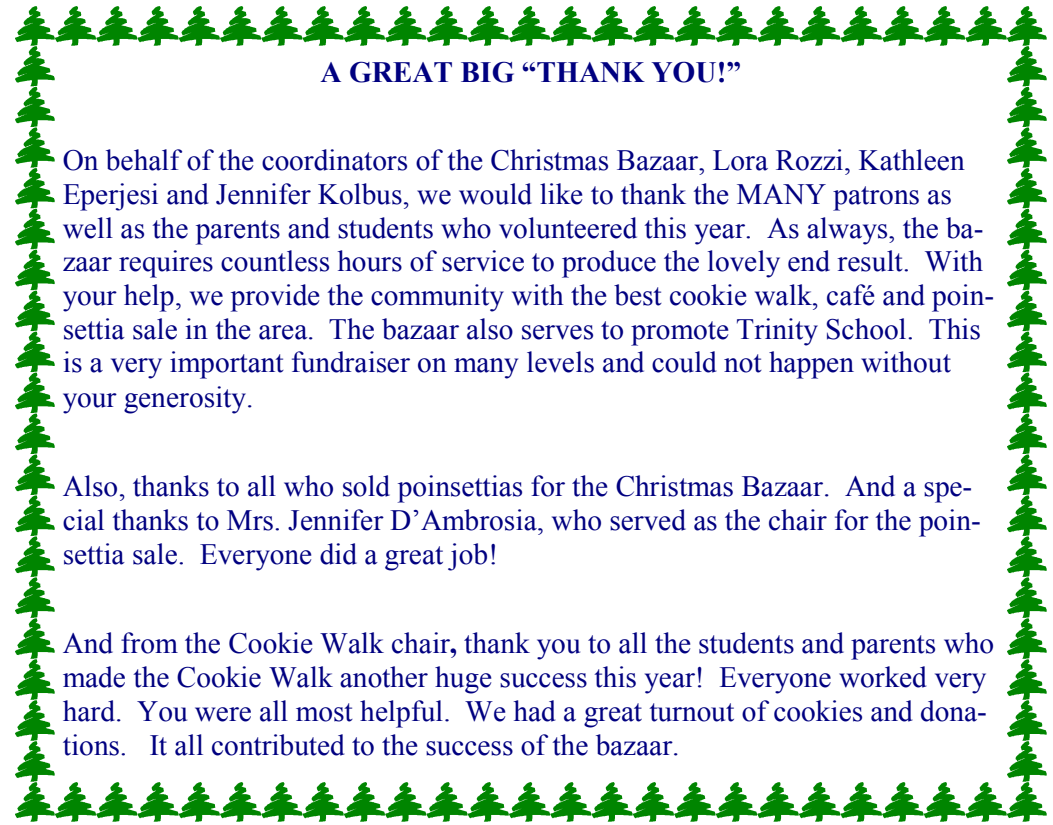 A GREAT BIG “THANK YOU!”
On behalf of the coordinators of the Christmas Bazaar, Lora Rozzi, Kathleen
Eperjesi and Jennifer Kolbus, we would like to thank the MANY patrons as
well as the parents and students who volunteered this year.  As always, the ba-
zaar requires countless hours of service to produce the lovely end result.  With
your help, we provide the community with the best cookie walk, café and poin-
settia sale in the area.  The bazaar also serves to promote Trinity School.  This
is a very important fundraiser on many levels and could not happen without
your generosity.
Also, thanks to all who sold poinsettias for the Christmas Bazaar.  And a spe-
cial thanks to Mrs. Jennifer D’Ambrosia, who served as the chair for the poin-
settia sale.  Everyone did a great job!
And from the Cookie Walk chair, thank you to all the students and parents who
made the Cookie Walk another huge success this year!  Everyone worked very
hard.  You were all most helpful.  We had a great turnout of cookies and dona-
tions.   It all contributed to the success of the bazaar.